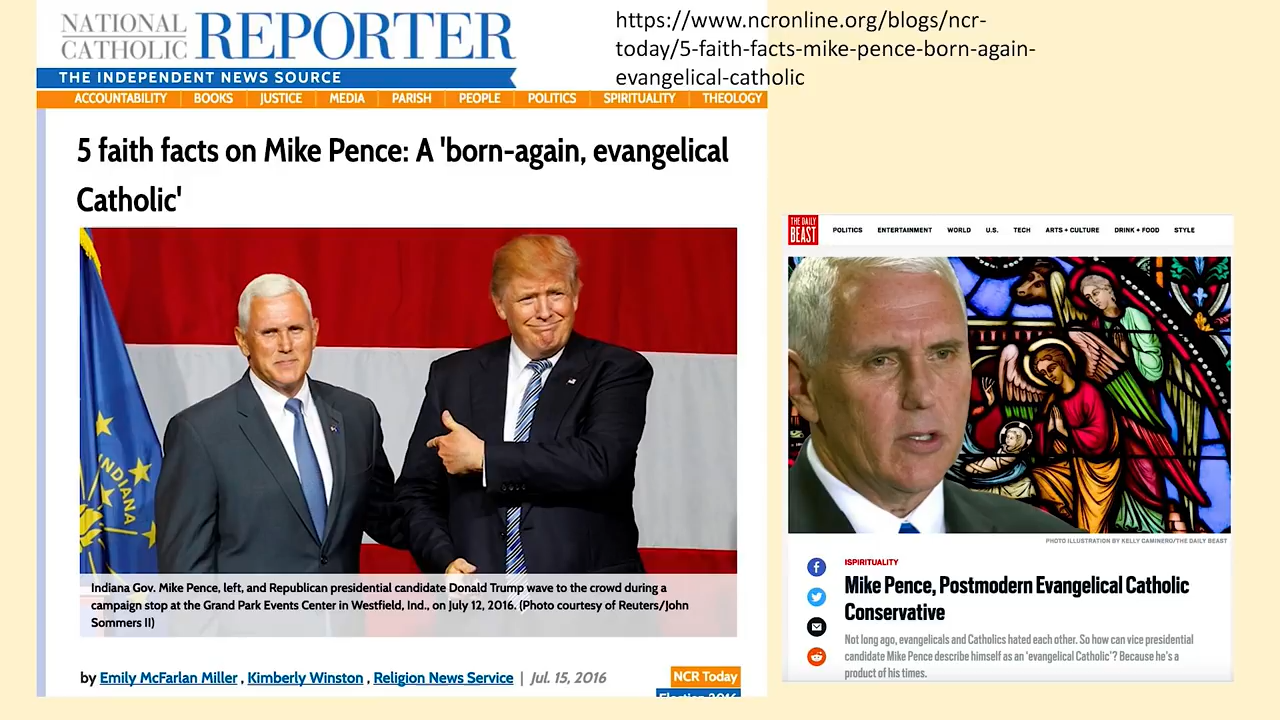 NATIONAL
CATHOLIC
REPORTER
THE INDEPENDENT NEWS SOURCE
ACCOUNTABILITY | BOOKS | JUSTICE | MEDIA | PARISH | PEOPLE | POLITICS | SPIRITUALITY | THEOLOGY
https://www.ncronline.org/blogs/ncr-
today/5-faith-facts-mike-pence-born-again-
evangelical-catholic
5 faith facts on Mike Pence: A 'born-again, evangelical
Catholic'
INDIANA
Indiana Gov. Mike Pence, left, and Republican presidential candidate Donald Trump wave to the crowd during a
campaign stop at the Grand Park Events Center in Westfield, Ind., on July 12, 2016. (Photo courtesy of Reuters/John
Sommers II)
by Emily McFarlan Miller , Kimberly Winston , Religion News Service | Jul. 15, 2016
NCR Today
Election 2016
THE DAILY
BEAST
POLITICS ENTERTAINMENT WORLD U.S. TECH ARTS + CULTURE DRINK + FOOD STYLE
PHOTO ILLUSTRATION BY KELLY CAMINERO/THE DAILY BEAST
ISPIRITUALITY
Mike Pence, Postmodern Evangelical Catholic
Conservative
Not long ago, evangelicals and Catholics hated each other. So how can vice presidential
candidate Mike Pence describe himself as an 'evangelical Catholic'? Because he's a
product of his times.